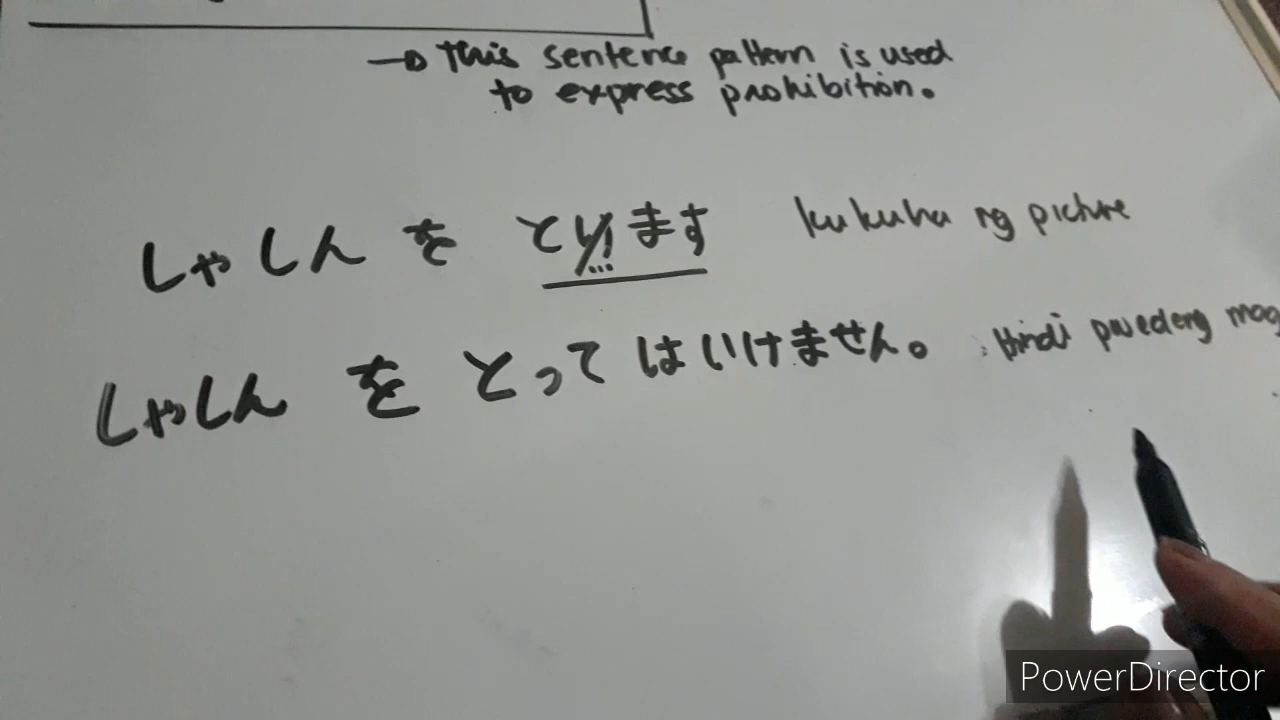 → This sentence pattern is used
to express prohibition.
しゃしん を とります kukuha ng picture
しゃしん を とって はいけません。 : Hindi pwedeng mag
PowerDirector